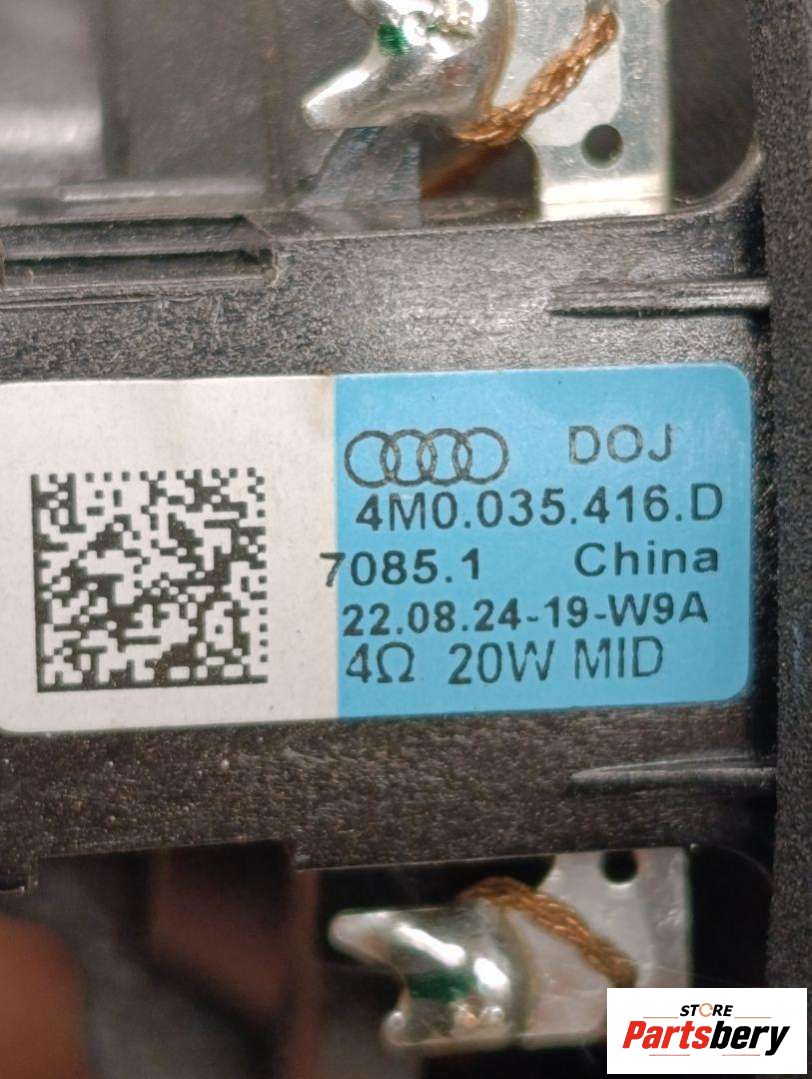 DOJ
4M0.035.416.D
7085.1 China
22.08.24-19-W9A
4Ω 20W MID
STORE
Partsbery